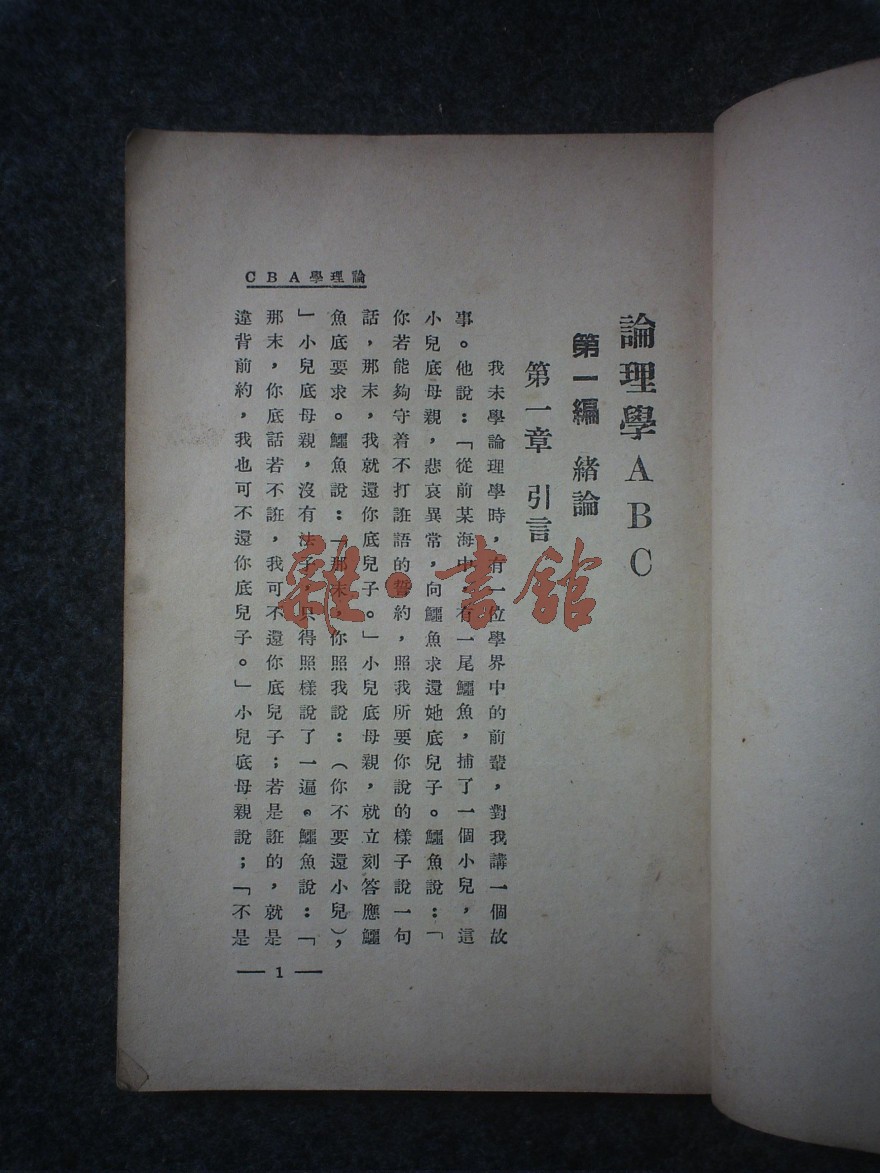 論理學ABC
第一編 緒論
第一章 引言
我未學論理學時，有一位學界中的前輩，對我講一個故
事。他說：「從前某海中，有一尾鱷魚，捕了一個小兒，這
小兒底母親，悲哀異常，向鱷魚求還她底兒子。鱷魚說：「
你若能夠守着不打誑語的誓約，照我所要你說的樣子說一句
話，那末，我就還你底兒子。」小兒底母親，就立刻答應鱷
魚底要求。鱷魚說：「那末，你照我說：（你不要還小兒），
」小兒底母親，沒有法子，只得照樣說了一遍。鱷魚說：「
那末，你底話若不誑，我可不還你底兒子；若是誑的，就是
違背前約，我也可不還你底兒子。」小兒底母親說；「不是
CBA學理論
— 1 —
雜·書館